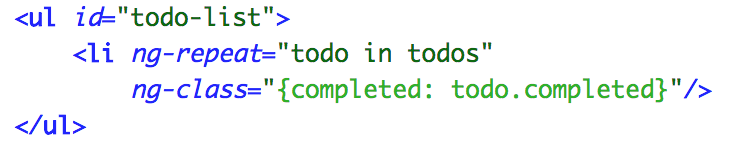 <ul id="todo-list">
    <li ng-repeat="todo in todos"
        ng-class="{completed: todo.completed}"/>
</ul>